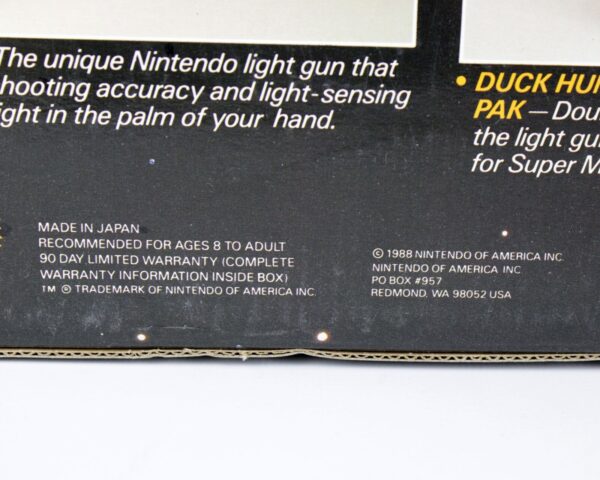 The unique Nintendo light gun that
hooting accuracy and light-sensing
ight in the palm of your hand.
• DUCK HUN
PAK — Dou
the light gu
for Super M
MADE IN JAPAN
RECOMMENDED FOR AGES 8 TO ADULT
90 DAY LIMITED WARRANTY (COMPLETE
WARRANTY INFORMATION INSIDE BOX)
TM ® TRADEMARK OF NINTENDO OF AMERICA INC.
© 1988 NINTENDO OF AMERICA INC.
NINTENDO OF AMERICA INC
PO BOX #957
REDMOND, WA 98052 USA